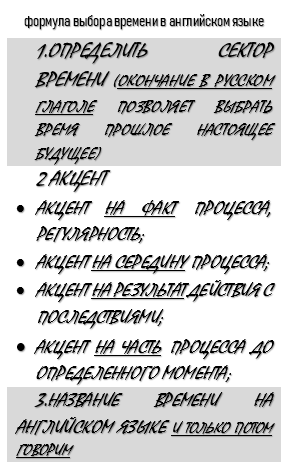 формула выбора времени в английском языке
1.ОПРЕДЕЛИТЬ СЕКТОР
ВРЕМЕНИ (ОКОНЧАНИЕ В РУССКОМ
ГЛАГОЛЕ ПОЗВОЛЯЕТ ВЫБРАТЬ
ВРЕМЯ ПРОШЛОЕ НАСТОЯЩЕЕ
БУДУЩЕЕ)
2 АКЦЕНТ
• АКЦЕНТ НА ФАКТ ПРОЦЕССА,
РЕГУЛЯРНОСТЬ;
• АКЦЕНТ НА СЕРЕДИНУ ПРОЦЕССА;
• АКЦЕНТ НА РЕЗУЛЬТАТ ДЕЙСТВИЯ С
ПОСЛЕДСТВИЯМИ;
• АКЦЕНТ НА ЧАСТЬ ПРОЦЕССА ДО
ОПРЕДЕЛЕННОГО МОМЕНТА;
3.НАЗВАНИЕ ВРЕМЕНИ НА
АНГЛИЙСКОМ ЯЗЫКЕ И ТОЛЬКО ПОТОМ
ГОВОРИМ